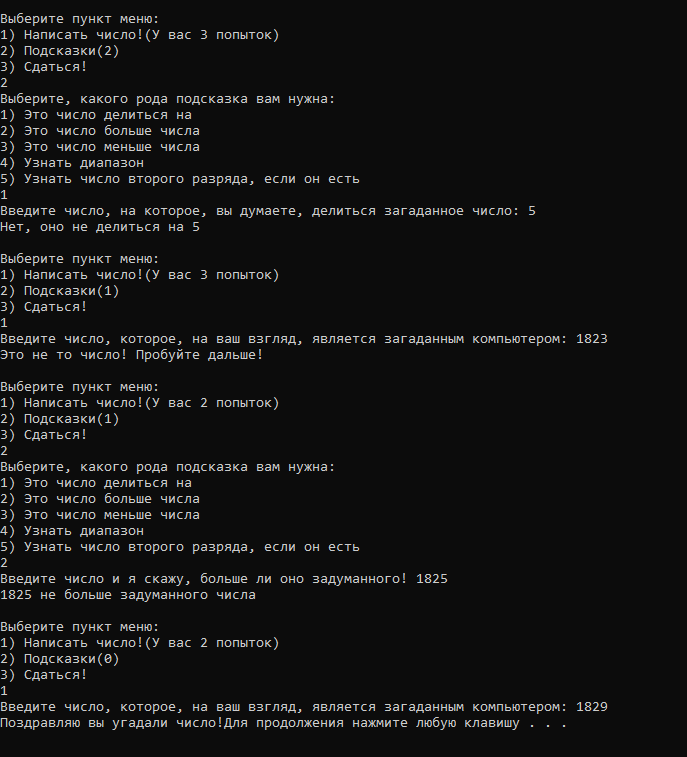 Выберите пункт меню:
1) Написать число!(У вас 3 попыток)
2) Подсказки(2)
3) Сдаться!
2
Выберите, какого рода подсказка вам нужна:
1) Это число делиться на
2) Это число больше числа
3) Это число меньше числа
4) Узнать диапазон
5) Узнать число второго разряда, если он есть
1
Введите число, на которое, вы думаете, делиться загаданное число: 5
Нет, оно не делиться на 5
Выберите пункт меню:
1) Написать число!(У вас 3 попыток)
2) Подсказки(1)
3) Сдаться!
1
Введите число, которое, на ваш взгляд, является загаданным компьютером: 1823
Это не то число! Пробуйте дальше!
Выберите пункт меню:
1) Написать число!(У вас 2 попыток)
2) Подсказки(1)
3) Сдаться!
2
Выберите, какого рода подсказка вам нужна:
1) Это число делиться на
2) Это число больше числа
3) Это число меньше числа
4) Узнать диапазон
5) Узнать число второго разряда, если он есть
2
Введите число и я скажу, больше ли оно задуманного! 1825
1825 не больше задуманного числа
Выберите пункт меню:
1) Написать число!(У вас 2 попыток)
2) Подсказки(0)
3) Сдаться!
1
Введите число, которое, на ваш взгляд, является загаданным компьютером: 1829
Поздравляю вы угадали число!Для продолжения нажмите любую клавишу . . .